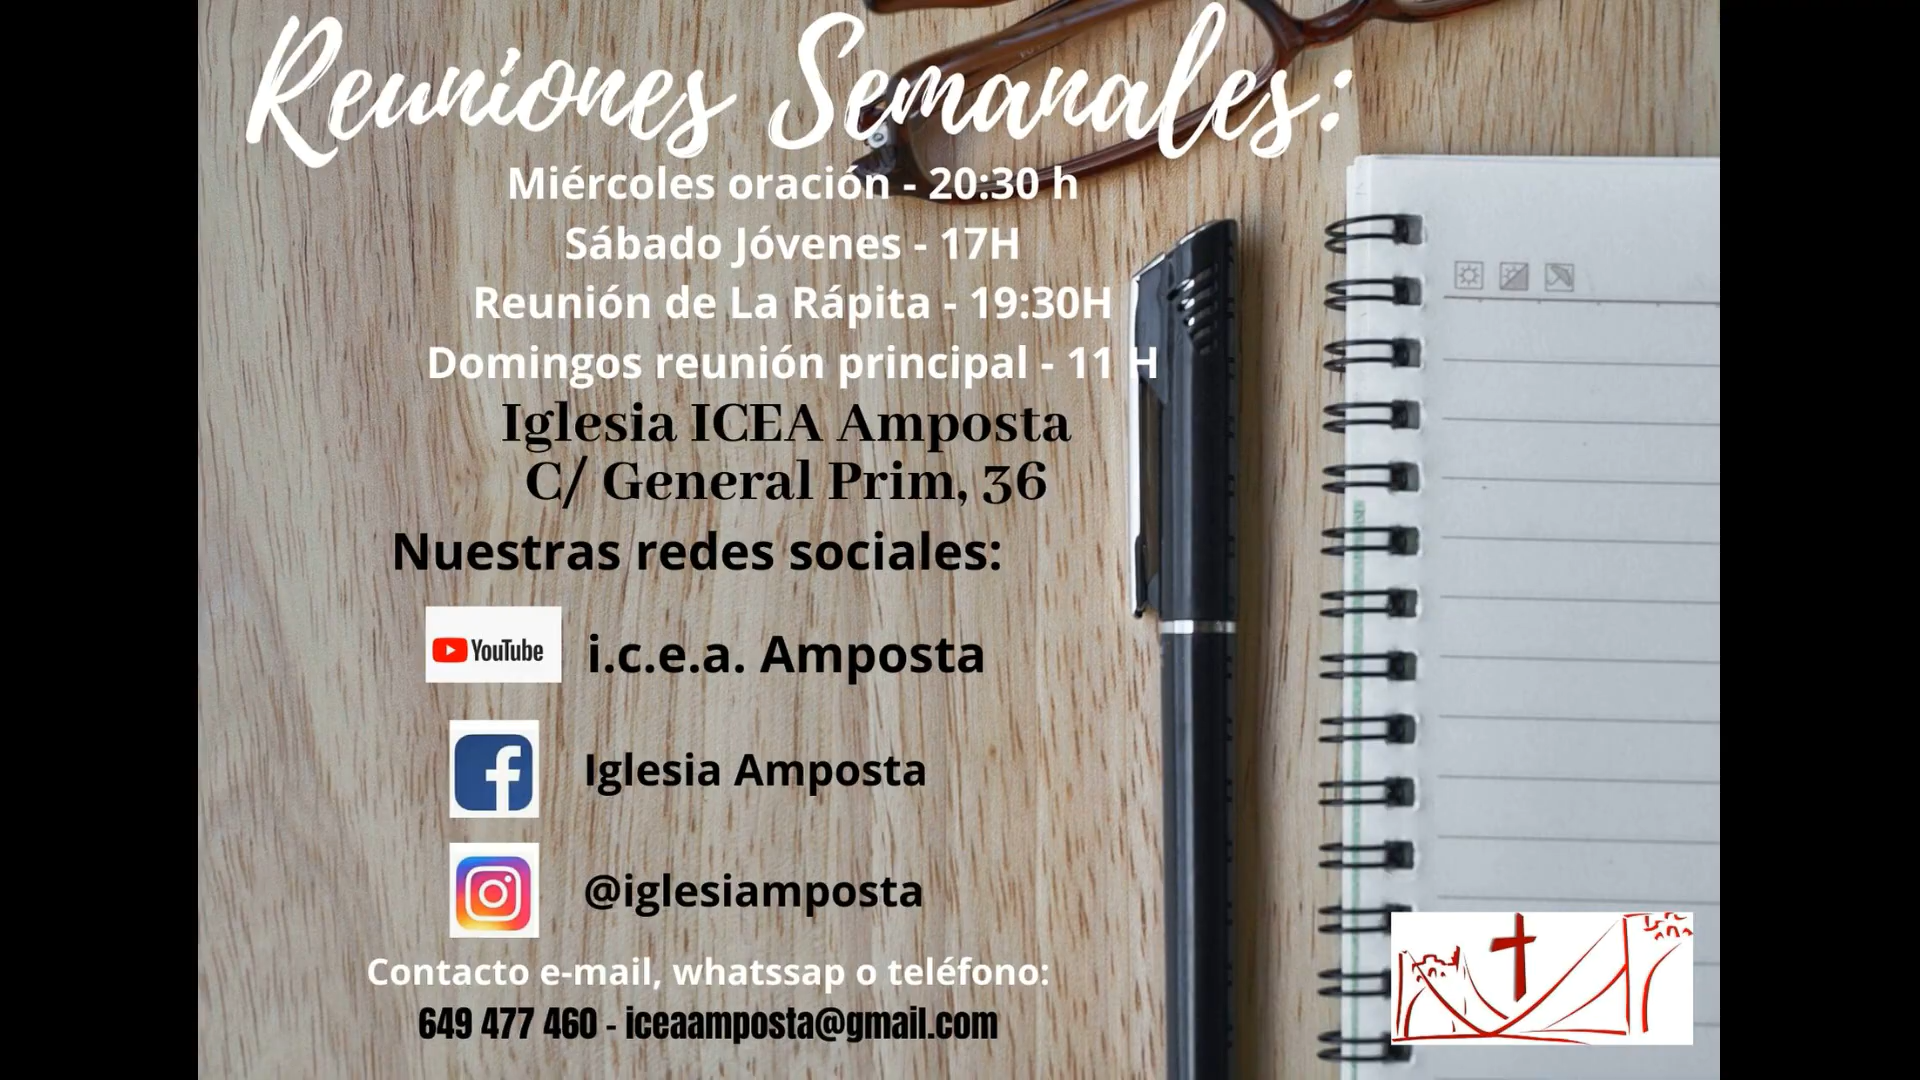 Reuniones Semanales:
Miércoles oración - 20:30 h
Sábado Jóvenes - 17H
Reunión de La Rápita - 19:30H
Domingos reunión principal - 11 H
Iglesia ICEA Amposta
C/ General Prim, 36
Nuestras redes sociales:
YouTube i.c.e.a. Amposta
Iglesia Amposta
@iglesiamposta
Contacto e-mail, whatssap o teléfono:
649 477 460 - iceaamposta@gmail.com